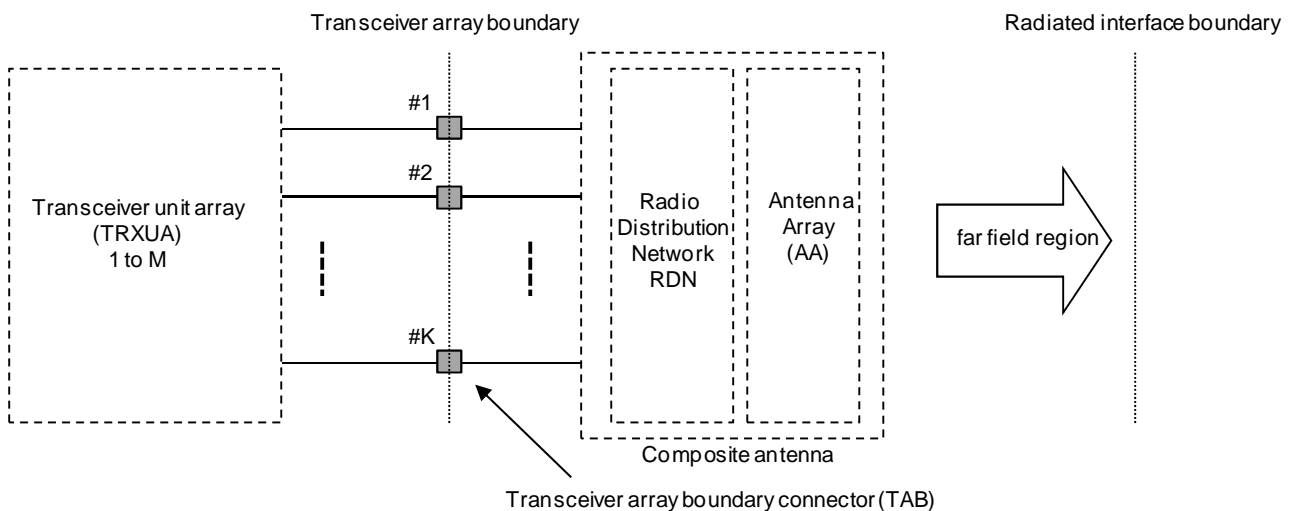 Transceiver array boundary
Radiated interface boundary
#1
#2
#K
Transceiver unit array
(TRXUA)
1 to M
Radio
Distribution
Network
RDN
Antenna
Array
(AA)
far field region
Composite antenna
Transceiver array boundary connector (TAB)